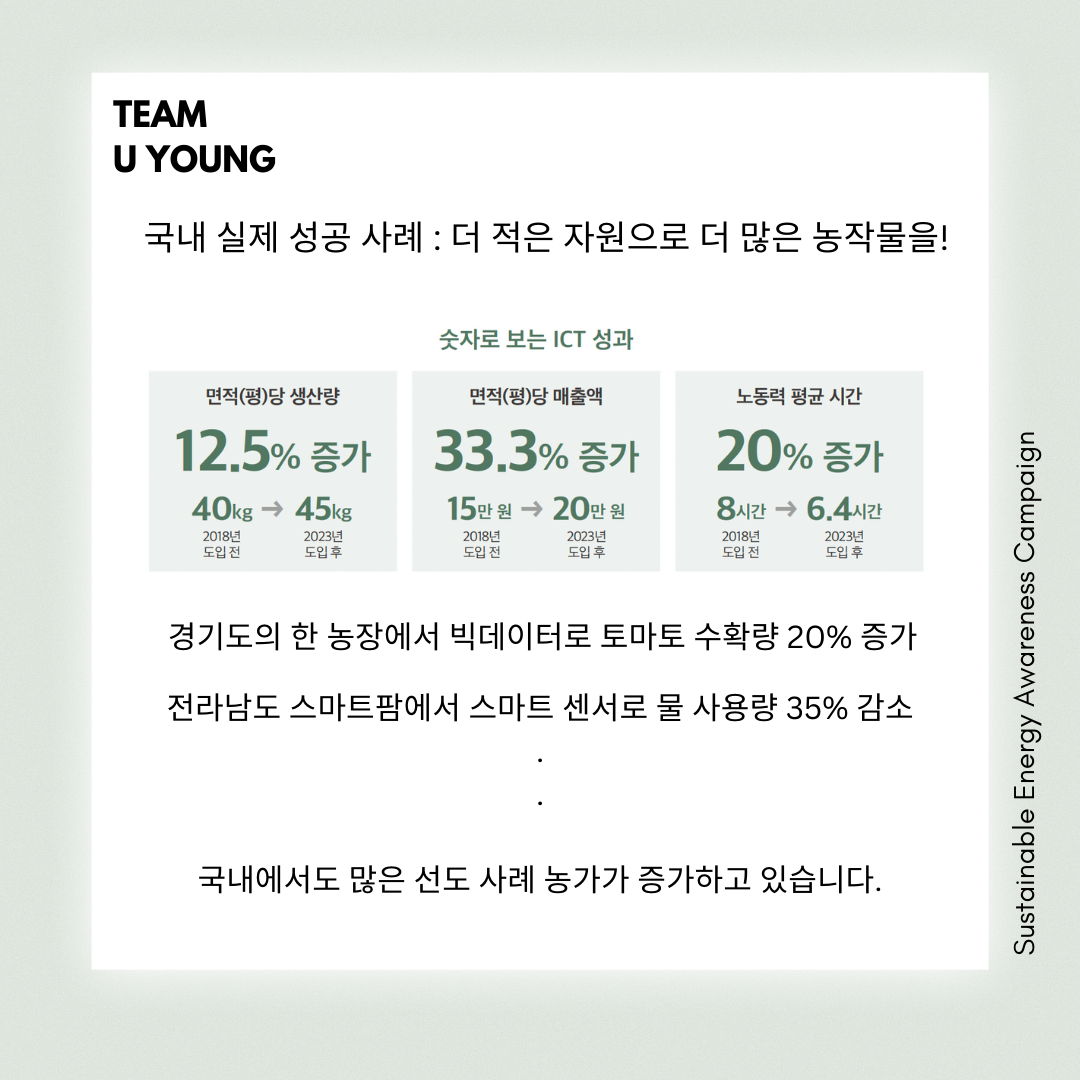 TEAM
U YOUNG
국내 실제 성공 사례 : 더 적은 자원으로 더 많은 농작물을!
숫자로 보는 ICT 성과
면적(평)당 생산량
12.5% 증가
40kg → 45kg
2018년 2023년
도입 전 도입 후
면적(평)당 매출액
33.3% 증가
15만 원 → 20만 원
2018년 2023년
도입 전 도입 후
노동력 평균 시간
20% 증가
8시간 → 6.4시간
2018년 2023년
도입 전 도입 후
경기도의 한 농장에서 빅데이터로 토마토 수확량 20% 증가
전라남도 스마트팜에서 스마트 센서로 물 사용량 35% 감소
.
.
국내에서도 많은 선도 사례 농가가 증가하고 있습니다.
Sustainable Energy Awareness Campaign